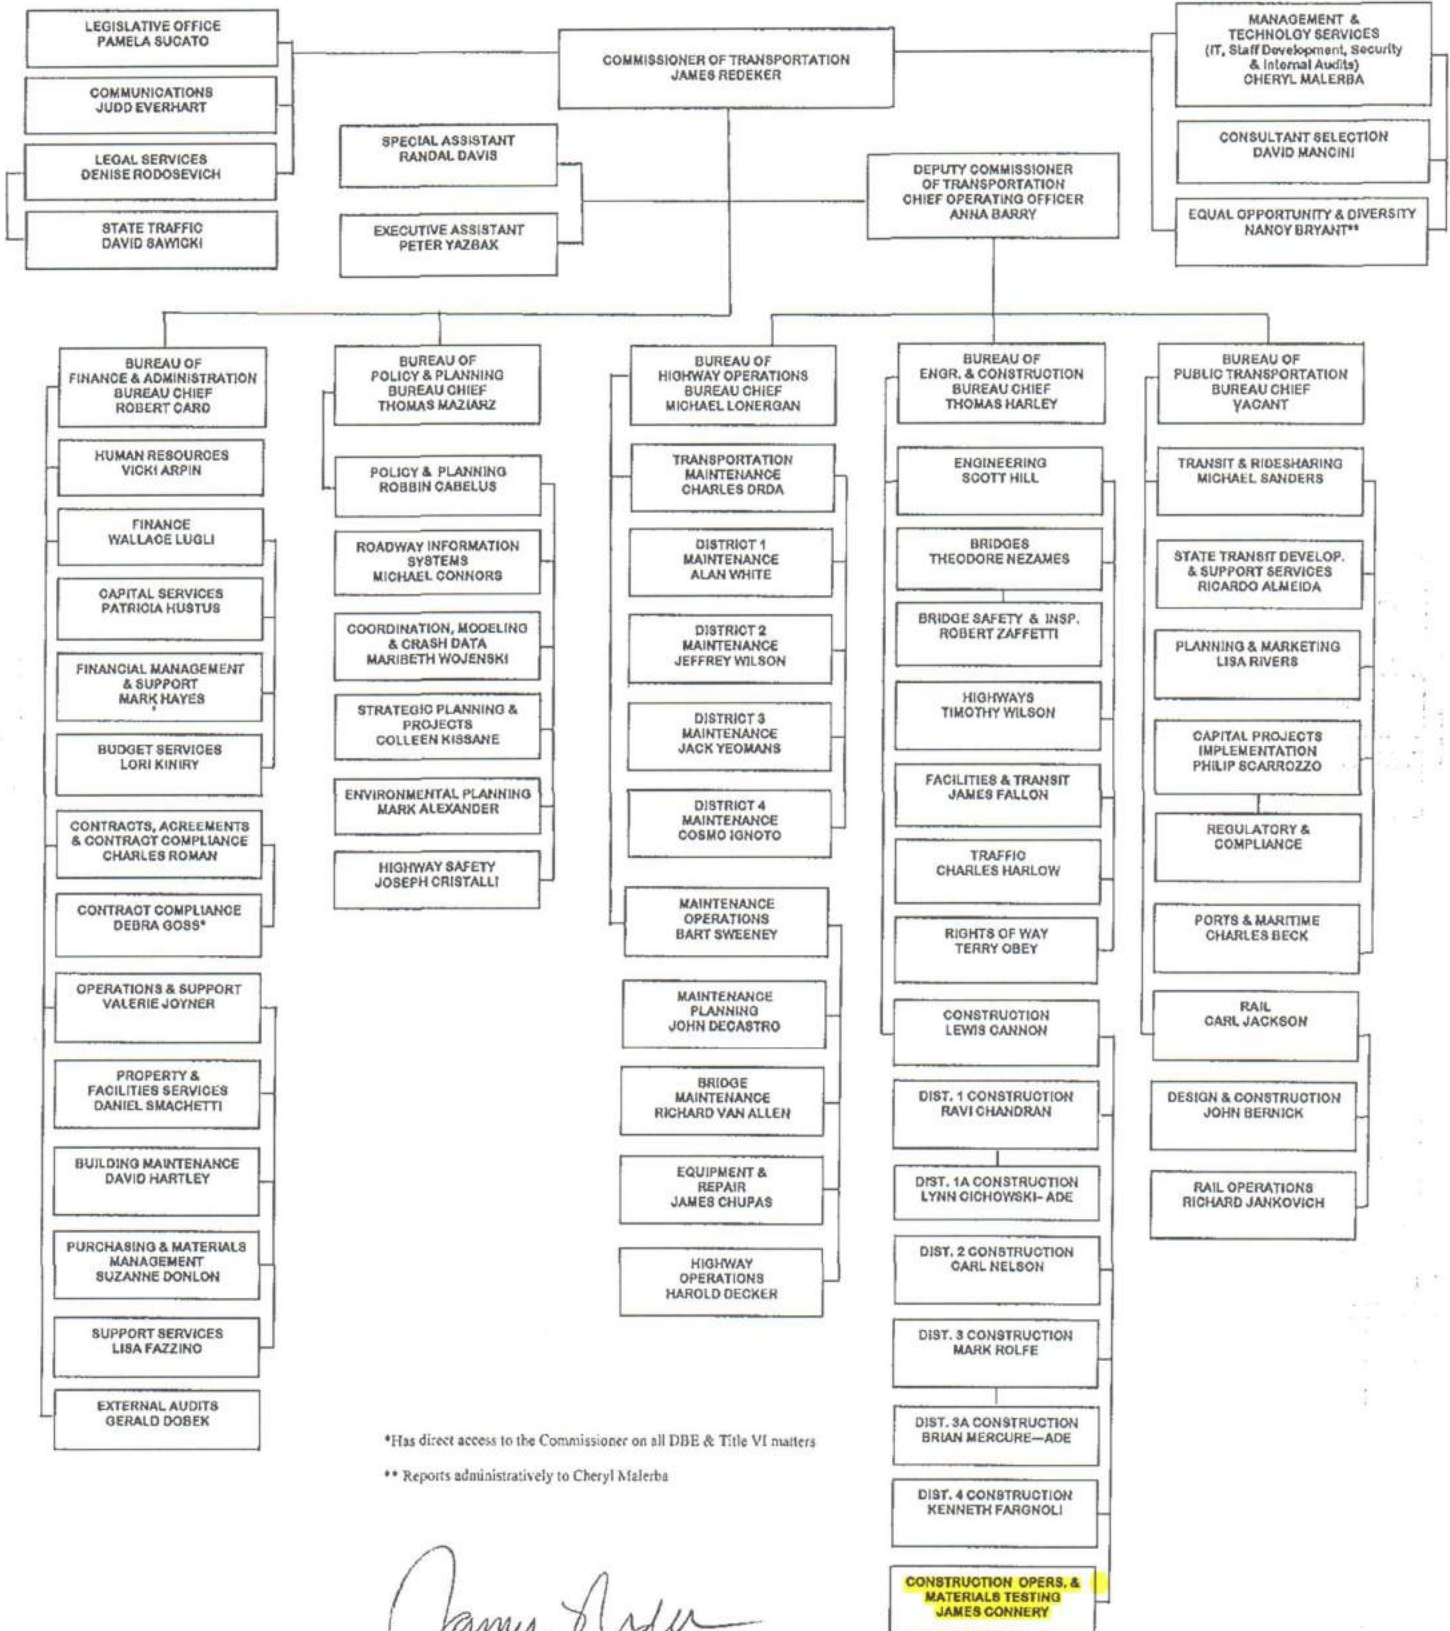 LEGISLATIVE OFFICE
PAMELA SUCATO
COMMUNICATIONS
JUDD EVERHART
LEGAL SERVICES
DENISE RODOSEVICH
STATE TRAFFIC
DAVID SAWICKI
COMMISSIONER OF TRANSPORTATION
JAMES REDEKER
SPECIAL ASSISTANT
RANDAL DAVIS
EXECUTIVE ASSISTANT
PETER YAZBAK
DEPUTY COMMISSIONER
OF TRANSPORTATION
CHIEF OPERATING OFFICER
ANNA BARRY
MANAGEMENT &
TECHNOLGY SERVICES
(IT, Staff Development, Security
& Internal Audits)
CHERYL MALERBA
CONSULTANT SELECTION
DAVID MANCINI
EQUAL OPPORTUNITY & DIVERSITY
NANCY BRYANT**
BUREAU OF
FINANCE & ADMINISTRATION
BUREAU CHIEF
ROBERT CARD
HUMAN RESOURCES
VICKI ARPIN
FINANCE
WALLACE LUGLI
CAPITAL SERVICES
PATRICIA HUSTUS
FINANCIAL MANAGEMENT
& SUPPORT
MARK HAYES
BUDGET SERVICES
LORI KINIRY
CONTRACTS, AGREEMENTS
& CONTRACT COMPLIANCE
CHARLES ROMAN
CONTRACT COMPLIANCE
DEBRA GOSS*
OPERATIONS & SUPPORT
VALERIE JOYNER
PROPERTY &
FACILITIES SERVICES
DANIEL SMACHETTI
BUILDING MAINTENANCE
DAVID HARTLEY
PURCHASING & MATERIALS
MANAGEMENT
SUZANNE DONLON
SUPPORT SERVICES
LISA FAZZINO
EXTERNAL AUDITS
GERALD DOBEK
BUREAU OF
POLICY & PLANNING
BUREAU CHIEF
THOMAS MAZIARZ
POLICY & PLANNING
ROBBIN CABELUS
ROADWAY INFORMATION
SYSTEMS
MICHAEL CONNORS
COORDINATION, MODELING
& CRASH DATA
MARIBETH WOJENSKI
STRATEGIC PLANNING &
PROJECTS
COLLEEN KISSANE
ENVIRONMENTAL PLANNING
MARK ALEXANDER
HIGHWAY SAFETY
JOSEPH CRISTALLI
BUREAU OF
HIGHWAY OPERATIONS
BUREAU CHIEF
MICHAEL LONERGAN
TRANSPORTATION
MAINTENANCE
CHARLES DRDA
DISTRICT 1
MAINTENANCE
ALAN WHITE
DISTRICT 2
MAINTENANCE
JEFFREY WILSON
DISTRICT 3
MAINTENANCE
JACK YEOMANS
DISTRICT 4
MAINTENANCE
COSMO IGNOTO
MAINTENANCE
OPERATIONS
BART SWEENEY
MAINTENANCE
PLANNING
JOHN DECASTRO
BRIDGE
MAINTENANCE
RICHARD VAN ALLEN
EQUIPMENT &
REPAIR
JAMES CHUPAS
HIGHWAY
OPERATIONS
HAROLD DECKER
BUREAU OF
ENGR. & CONSTRUCTION
BUREAU CHIEF
THOMAS HARLEY
ENGINEERING
SCOTT HILL
BRIDGES
THEODORE NEZAMES
BRIDGE SAFETY & INSP.
ROBERT ZAFFETTI
HIGHWAYS
TIMOTHY WILSON
FACILITIES & TRANSIT
JAMES FALLON
TRAFFIC
CHARLES HARLOW
RIGHTS OF WAY
TERRY OBEY
CONSTRUCTION
LEWIS CANNON
DIST. 1 CONSTRUCTION
RAVI CHANDRAN
DIST. 1A CONSTRUCTION
LYNN CICHOWSKI- ADE
DIST. 2 CONSTRUCTION
CARL NELSON
DIST. 3 CONSTRUCTION
MARK ROLFE
DIST. 3A CONSTRUCTION
BRIAN MERCURE—ADE
DIST. 4 CONSTRUCTION
KENNETH FARGNOLI
CONSTRUCTION OPERS. &
MATERIALS TESTING
JAMES CONNERY
BUREAU OF
PUBLIC TRANSPORTATION
BUREAU CHIEF
VACANT
TRANSIT & RIDESHARING
MICHAEL SANDERS
STATE TRANSIT DEVELOP.
& SUPPORT SERVICES
RICARDO ALMEIDA
PLANNING & MARKETING
LISA RIVERS
CAPITAL PROJECTS
IMPLEMENTATION
PHILIP SCARROZZO
REGULATORY &
COMPLIANCE
PORTS & MARITIME
CHARLES BECK
RAIL
CARL JACKSON
DESIGN & CONSTRUCTION
JOHN BERNICK
RAIL OPERATIONS
RICHARD JANKOVICH
*Has direct access to the Commissioner on all DBE & Title VI matters
** Reports administratively to Cheryl Malerba
James